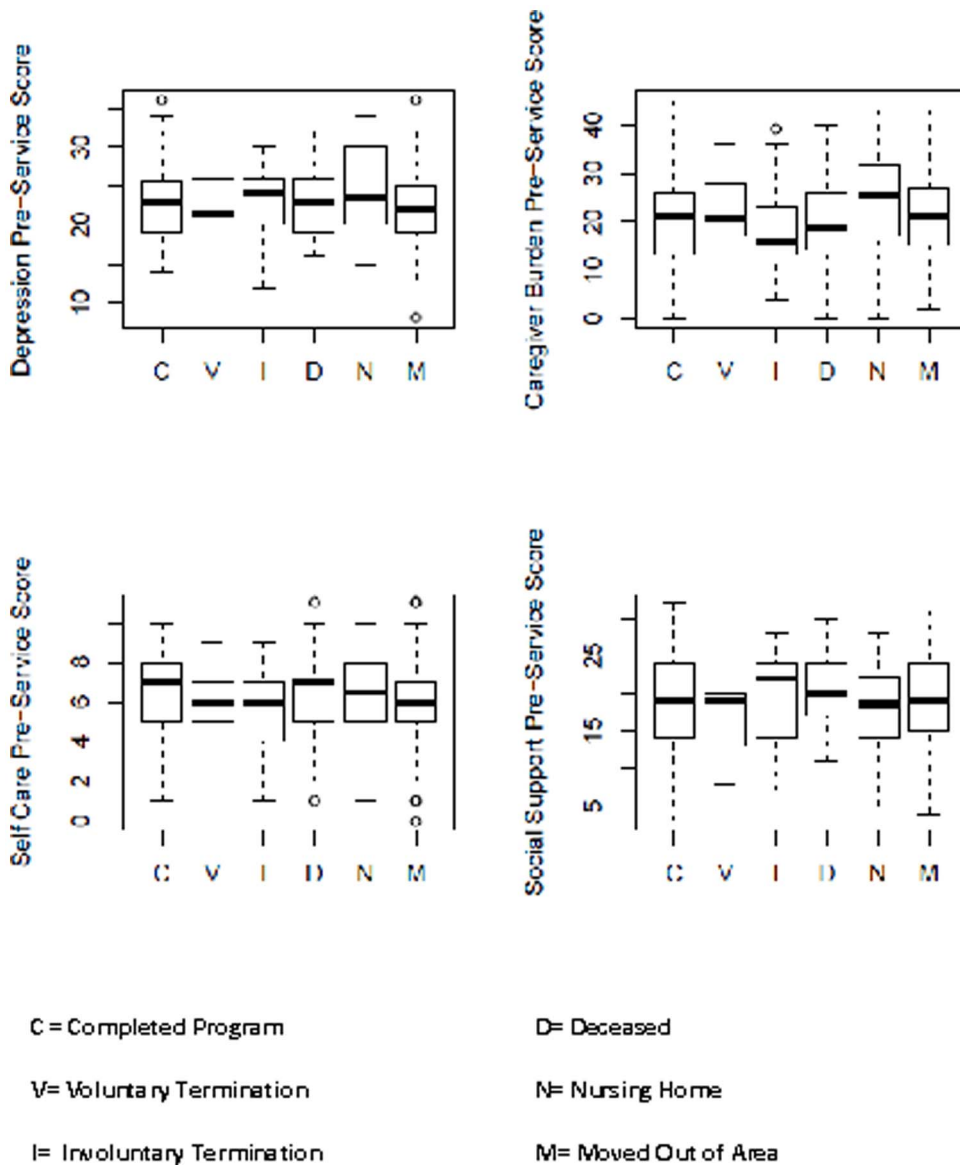 Depression Pre-Service Score
30
20
10
C V I D N M
Caregiver Burden Pre-Service Score
40
30
20
10
0
C V I D N M
Self Care Pre-Service Score
8
6
4
2
0
C V I D N M
Social Support Pre-Service Score
25
15
5
C V I D N M
C = Completed Program
D= Deceased
V= Voluntary Termination
N= Nursing Home
I= Involuntary Termination
M= Moved Out of Area